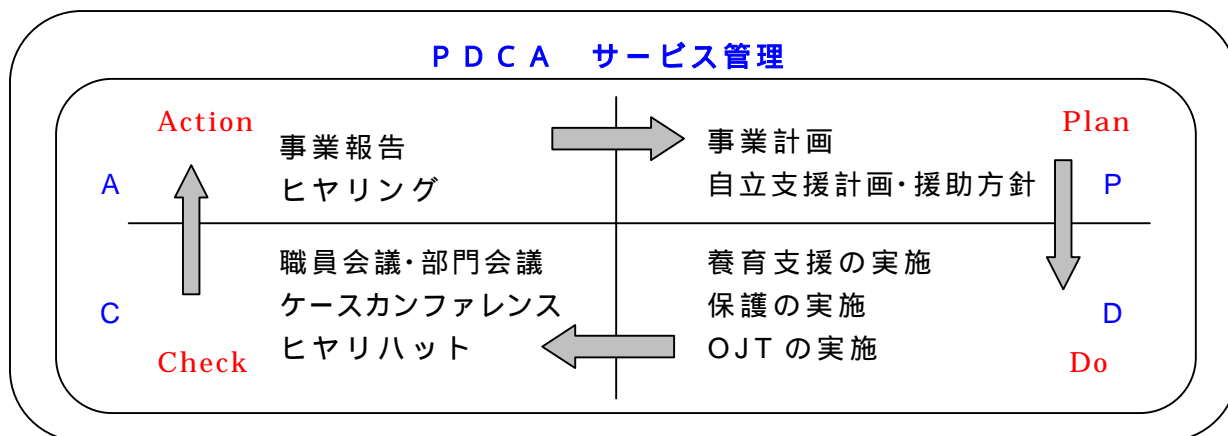 PDCA サービス管理
Action
事業報告
ヒヤリング
A
Plan
事業計画
自立支援計画・援助方針
P
職員会議・部門会議
ケースカンファレンス
ヒヤリハット
C
Check
養育支援の実施
保護の実施
OJTの実施
D
Do